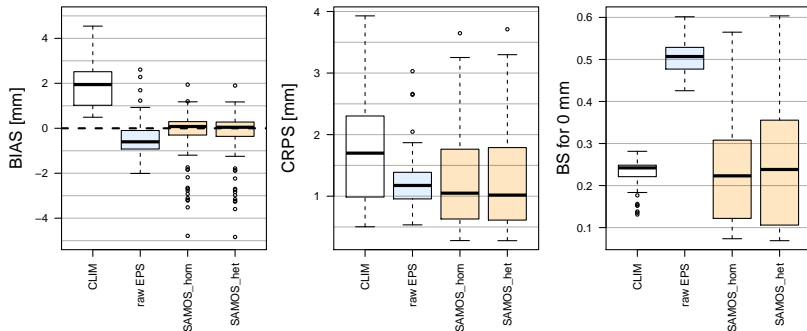 BIAS [mm]
4
2
0
−2
−4
CLIM
raw EPS
SAMOS_hom
SAMOS_het
CRPS [mm]
4
3
2
1
CLIM
raw EPS
SAMOS_hom
SAMOS_het
BS for 0 mm
0.6
0.5
0.4
0.3
0.2
0.1
CLIM
raw EPS
SAMOS_hom
SAMOS_het